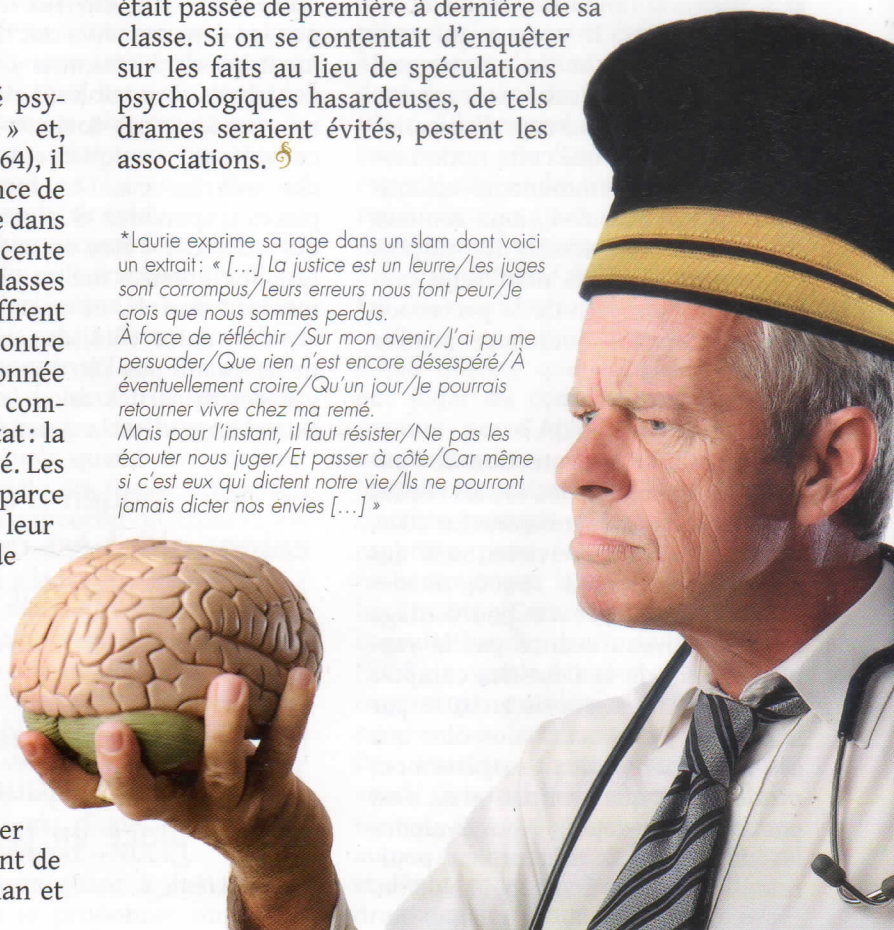 é psy-
» et,
64), il
nce de
e dans
cente
lasses
ffrent
ontre
onnée
com-
tat : la
é. Les
parce
leur
le
er
nt de
an et
était passée de première à dernière de sa
classe. Si on se contentait d'enquêter
sur les faits au lieu de spéculations
psychologiques hasardeuses, de tels
drames seraient évités, pestent les
associations.
*Laurie exprime sa rage dans un slam dont voici
un extrait : « […] La justice est un leurre/Les juges
sont corrompus/Leurs erreurs nous font peur/Je
crois que nous sommes perdus.
À force de réfléchir /Sur mon avenir/J'ai pu me
persuader/Que rien n'est encore désespéré/À
éventuellement croire/Qu'un jour/Je pourrais
retourner vivre chez ma remé.
Mais pour l'instant, il faut résister/Ne pas les
écouter nous juger/Et passer à côté/Car même
si c'est eux qui dictent notre vie/Ils ne pourront
jamais dicter nos envies […] »